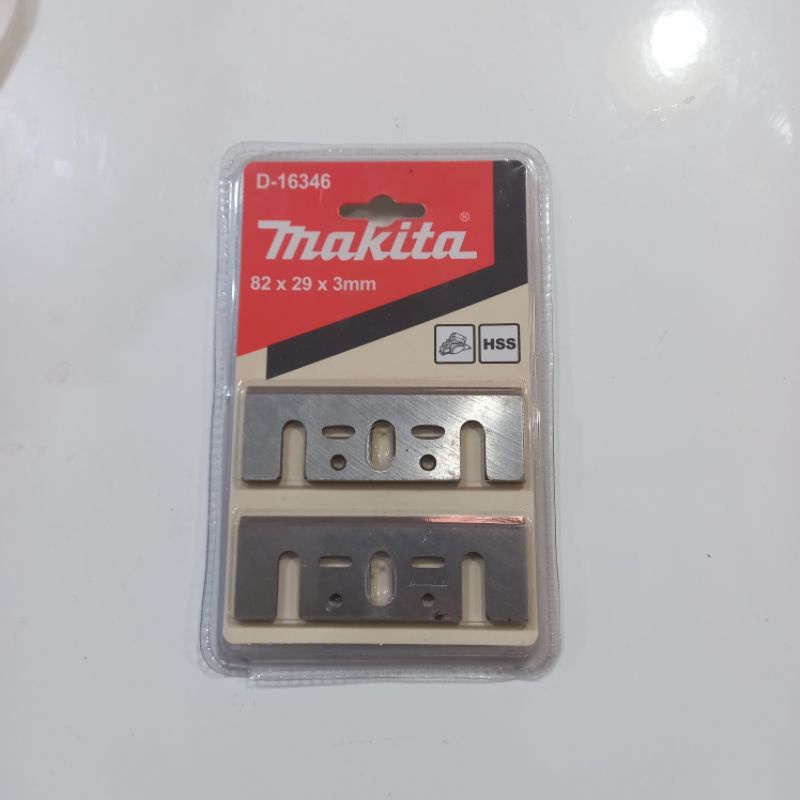 D-16346
makita®
82 x 29 x 3mm
HSS